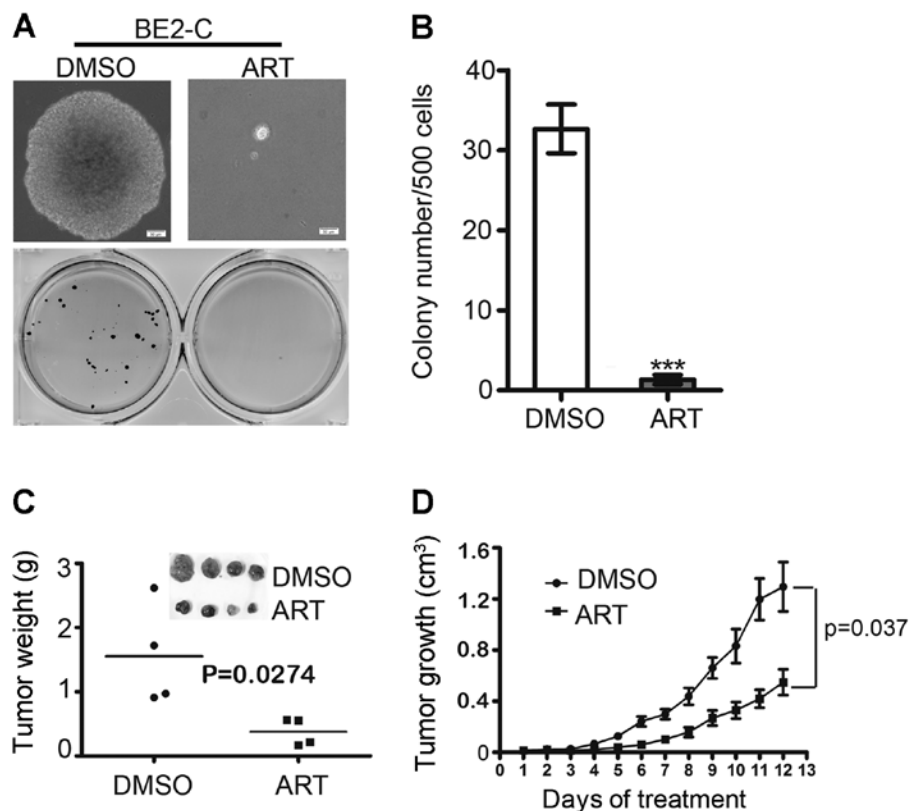 A
BE2-C
DMSO
ART
B
Colony number/500 cells
40
30
20
10
0
***
DMSO
ART
C
Tumor weight (g)
3
2
1
0
DMSO
ART
P=0.0274
DMSO
ART
D
Tumor growth (cm³)
1.6
1.2
0.8
0.4
0
DMSO
ART
p=0.037
0 1 2 3 4 5 6 7 8 9 10 11 12 13
Days of treatment